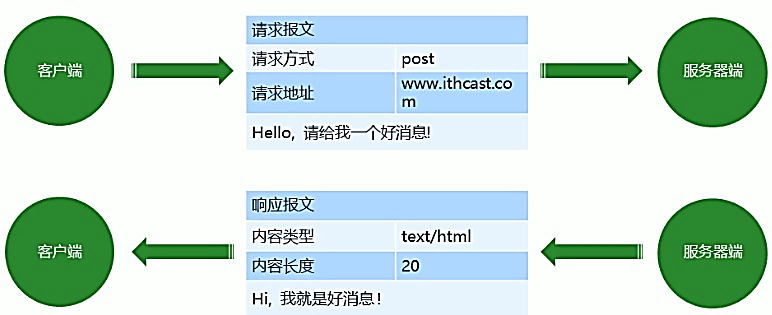 请求报文
客户端
请求方式 post
服务器端
请求地址 www.ithcast.co
m
Hello, 请给我一个好消息!
响应报文
客户端
内容类型 text/html
服务器端
内容长度 20
Hi, 我就是好消息!